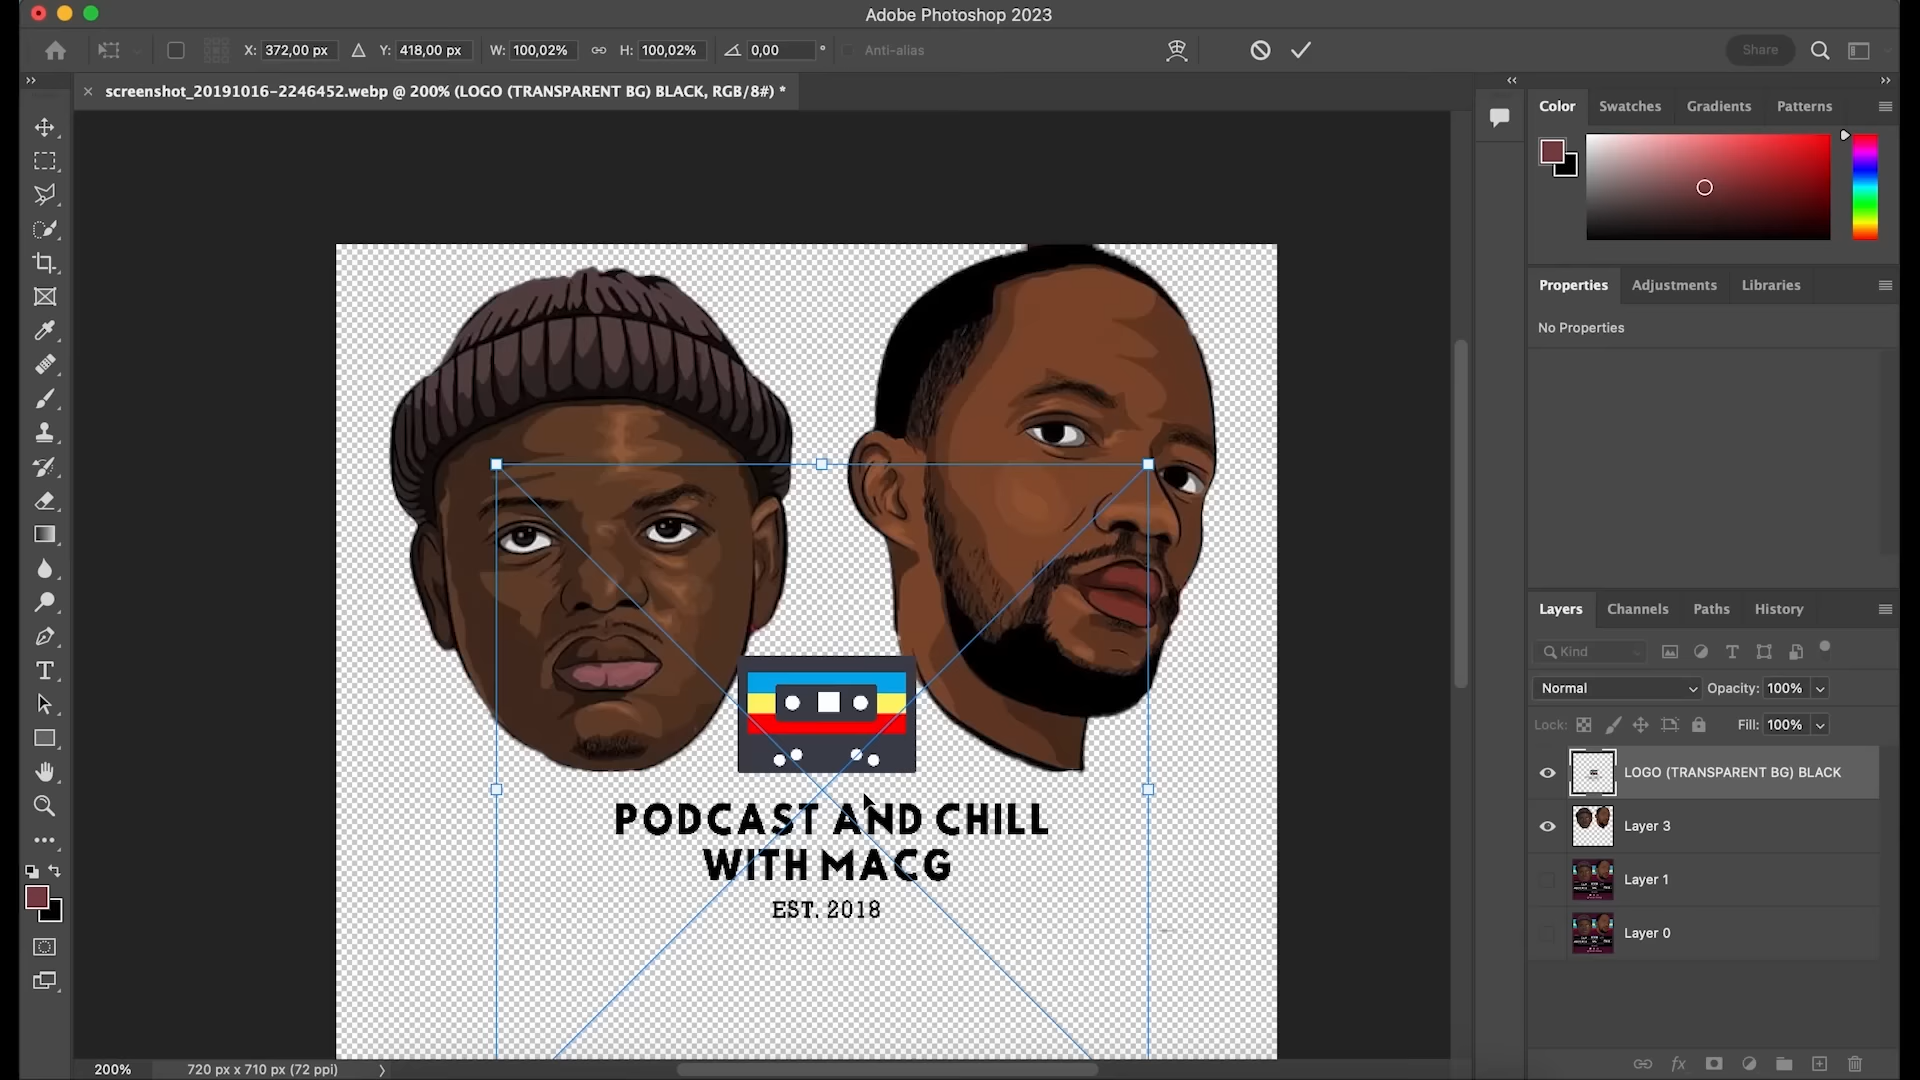 Adobe Photoshop 2023
X: 372,00 px Y: 418,00 px W: 100,02% H: 100,02% 0,00 ° Anti-alias Share
screenshot_20191016-2246452.webp @ 200% (LOGO (TRANSPARENT BG) BLACK, RGB/8#) *
Color Swatches Gradients Patterns
Properties Adjustments Libraries
No Properties
PODCAST AND CHILL
WITH MACG
EST. 2018
Layers Channels Paths History
Kind
Normal Opacity: 100%
Lock: Fill: 100%
LOGO (TRANSPARENT BG) BLACK
Layer 3
Layer 1
Layer 0
200% 720 px x 710 px (72 ppi)